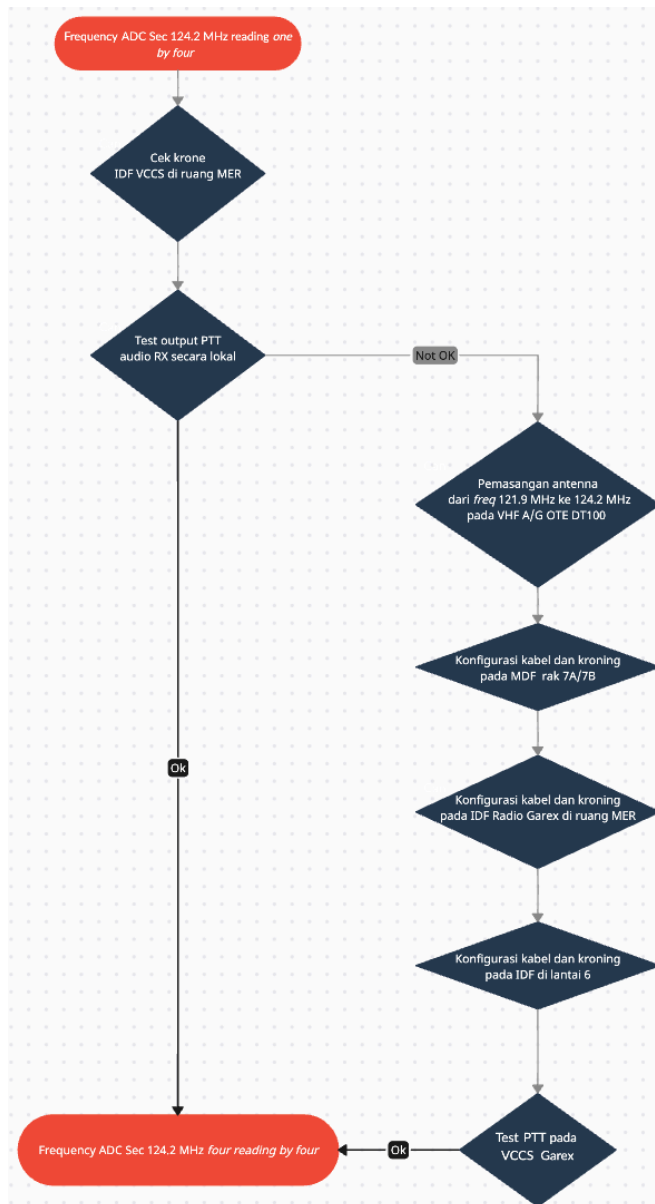 Frequency ADC Sec 124.2 MHz reading one
by four
Cek krone
IDF VCCS di ruang MER
Test output PTT
audio RX secara lokal
Not OK
Pemasangan antenna
dari freq 121.9 MHz ke 124.2 MHz
pada VHF A/G OTE DT100
Konfigurasi kabel dan kroning
pada MDF rak 7A/7B
Ok
Konfigurasi kabel dan kroning
pada IDF Radio Garex di ruang MER
Konfigurasi kabel dan kroning
pada IDF di lantai 6
Test PTT pada
VCCS Garex
Ok
Frequency ADC Sec 124.2 MHz four reading by four